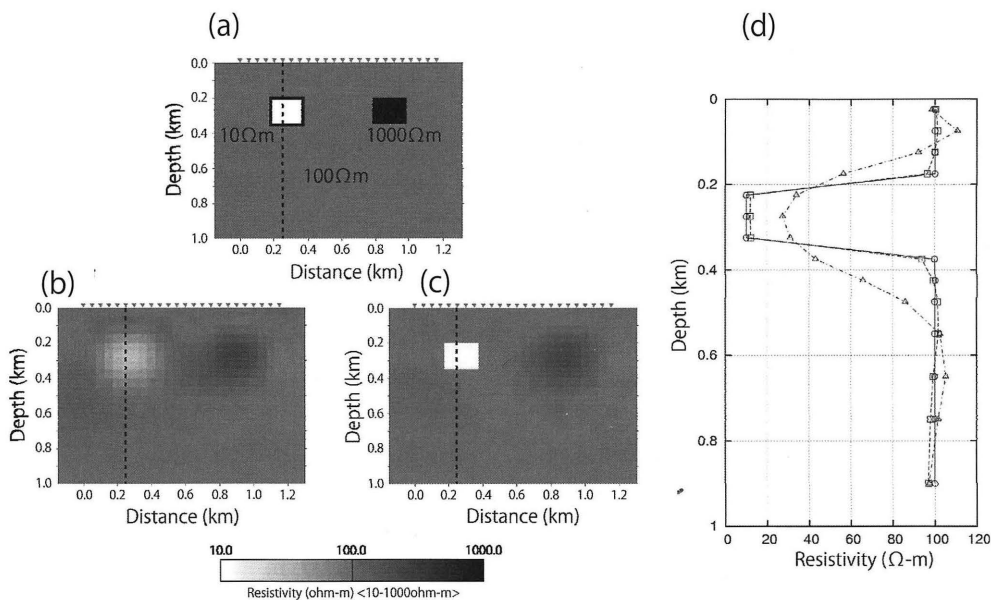 (a)
0.0
0.2
0.4
0.6
0.8
1.0
Depth (km)
10Ωm
1000Ωm
100Ωm
0.0 0.2 0.4 0.6 0.8 1.0 1.2
Distance (km)
(b)
0.0
0.2
0.4
0.6
0.8
1.0
Depth (km)
0.0 0.2 0.4 0.6 0.8 1.0 1.2
Distance (km)
(c)
0.0
0.2
0.4
0.6
0.8
1.0
Depth (km)
0.0 0.2 0.4 0.6 0.8 1.0 1.2
Distance (km)
10.0 100.0 1000.0
Resistivity (ohm-m) <10-1000ohm-m>
(d)
0
0.2
0.4
0.6
0.8
1
Depth (km)
0 20 40 60 80 100 120
Resistivity (Ω-m)